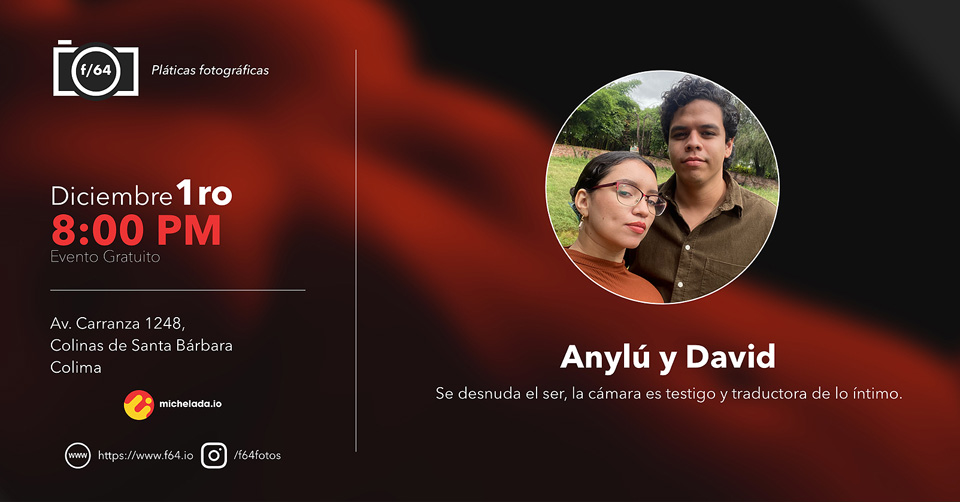 f/64
Pláticas fotográficas
Diciembre 1ro
8:00 PM
Evento Gratuito
Av. Carranza 1248,
Colinas de Santa Bárbara
Colima
michelada.io
www
https://www.f64.io
/f64fotos
Anylú y David
Se desnuda el ser, la cámara es testigo y traductora de lo íntimo.